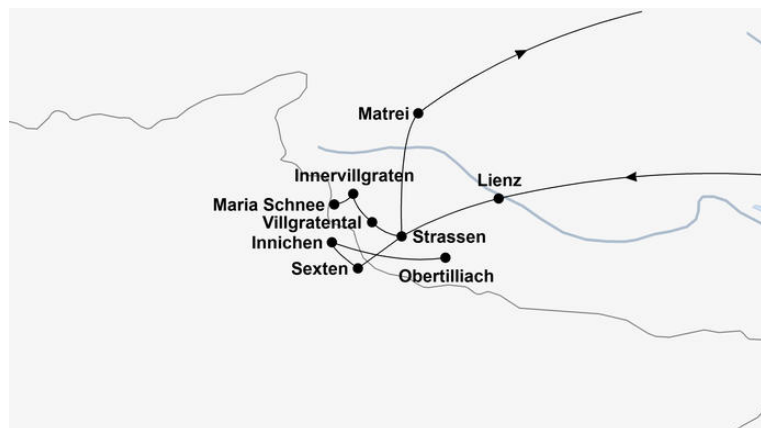 Matrei
Innervillgraten
Lienz
Maria Schnee
Villgratental
Strassen
Innichen
Sexten
Obertilliach